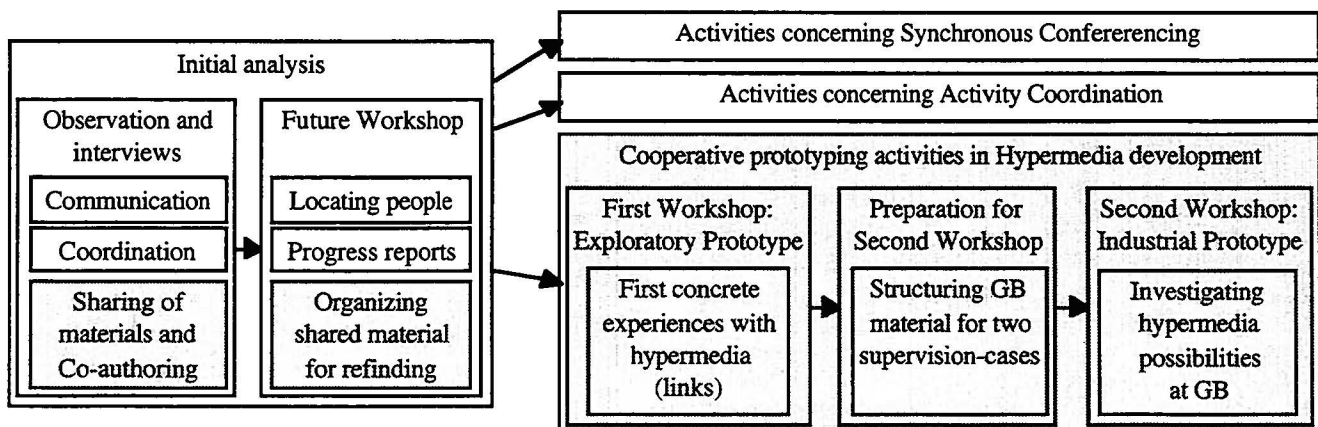 Initial analysis
Observation and
interviews
Communication
Coordination
Sharing of
materials and
Co-authoring
Future Workshop
Locating people
Progress reports
Organizing
shared material
for refinding
Activities concerning Synchronous Confererencing
Activities concerning Activity Coordination
Cooperative prototyping activities in Hypermedia development
First Workshop:
Exploratory Prototype
First concrete
experiences with
hypermedia
(links)
Preparation for
Second Workshop
Structuring GB
material for two
supervision-cases
Second Workshop:
Industrial Prototype
Investigating
hypermedia
possibilities
at GB